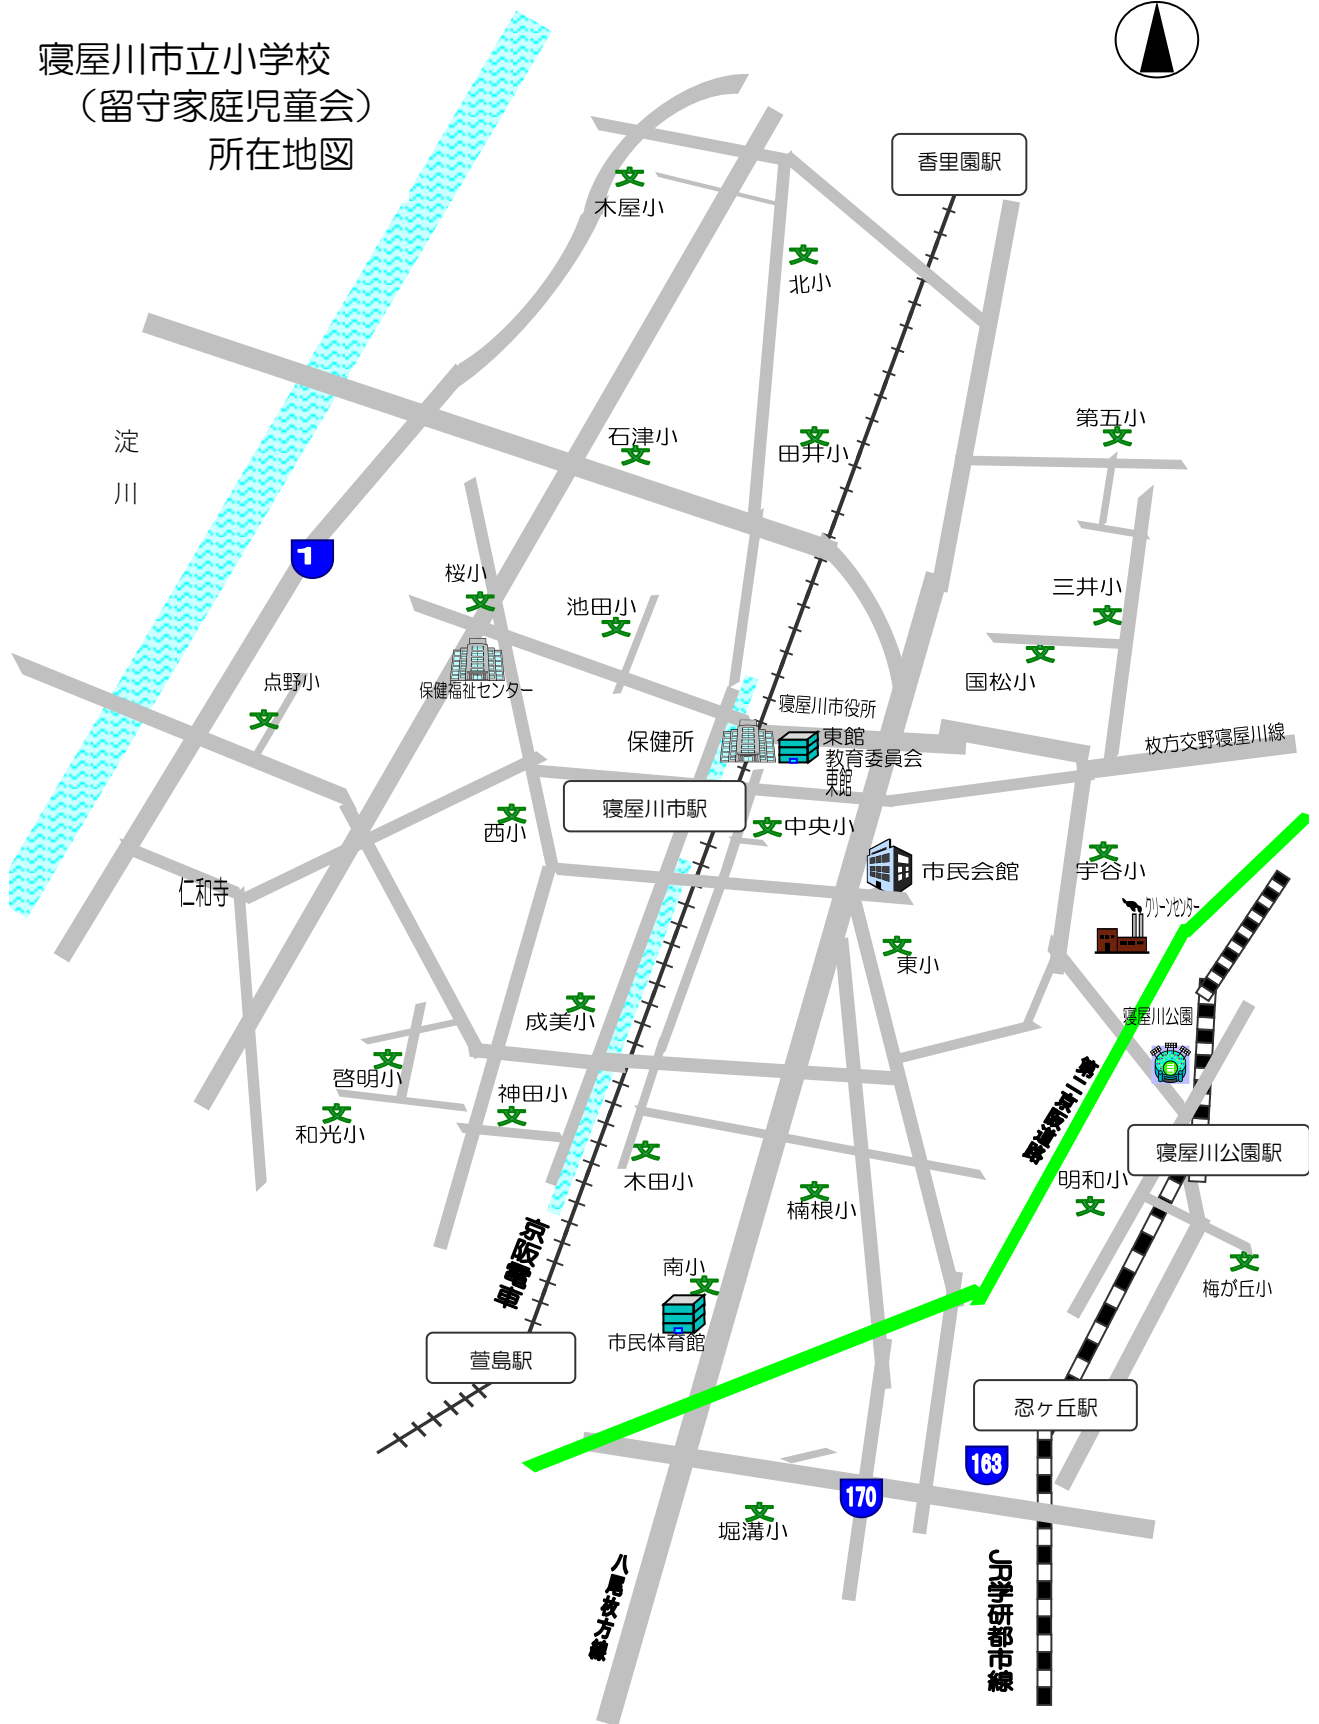 寝屋川市立小学校
（留守家庭児童会）
所在地図
香里園駅
木屋小
北小
淀川
石津小
田井小
第五小
1
桜小
池田小
三井小
点野小
保健福祉センター
国松小
寝屋川市役所
保健所
東館
教育委員会
東館
枚方交野寝屋川線
寝屋川市駅
西小
中央小
市民会館
宇谷小
仁和寺
クリーンセンター
東小
成美小
寝屋川公園
啓明小
神田小
和光小
第二京阪道路
木田小
楠根小
明和小
寝屋川公園駅
京阪電車
南小
梅が丘小
市民体育館
萱島駅
忍ヶ丘駅
163
170
堀溝小
八尾枚方線
JR学研都市線